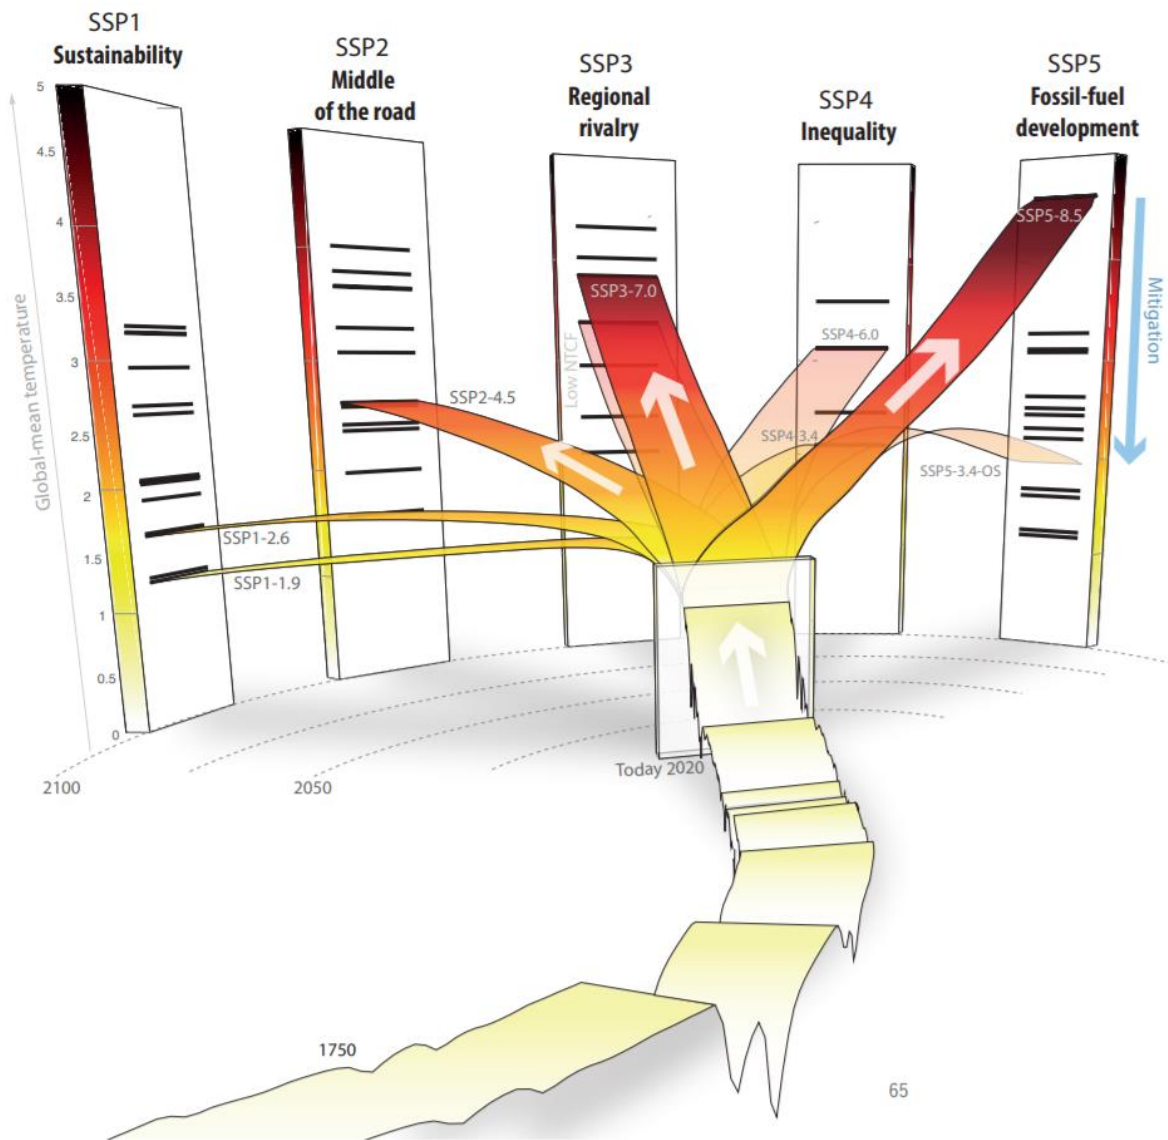 SSP1
Sustainability
SSP2
Middle
of the road
SSP3
Regional
rivalry
SSP4
Inequality
SSP5
Fossil-fuel
development
Global-mean temperature
5
4.5
4
3.5
3
2.5
2
1.5
1
0.5
0
SSP1-2.6
SSP1-1.9
SSP2-4.5
SSP3-7.0
Low NTCF
SSP4-6.0
SSP4-3.4
SSP5-8.5
SSP5-3.4-OS
Mitigation
2100
2050
Today 2020
1750
65